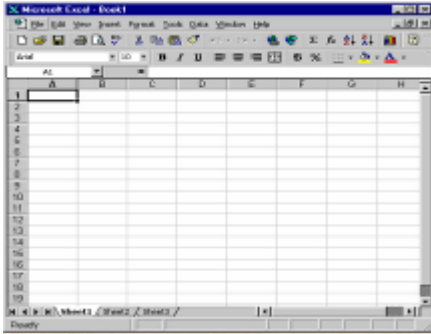 Microsoft Excel - Book1
File Edit View Insert Format Tools Data Window Help
Arial 10 B I U %
A1 =
A B C D E F G H
1
2
3
4
5
6
7
8
9
10
11
12
13
14
15
16
17
18
19
Sheet1 Sheet2 Sheet3
Ready